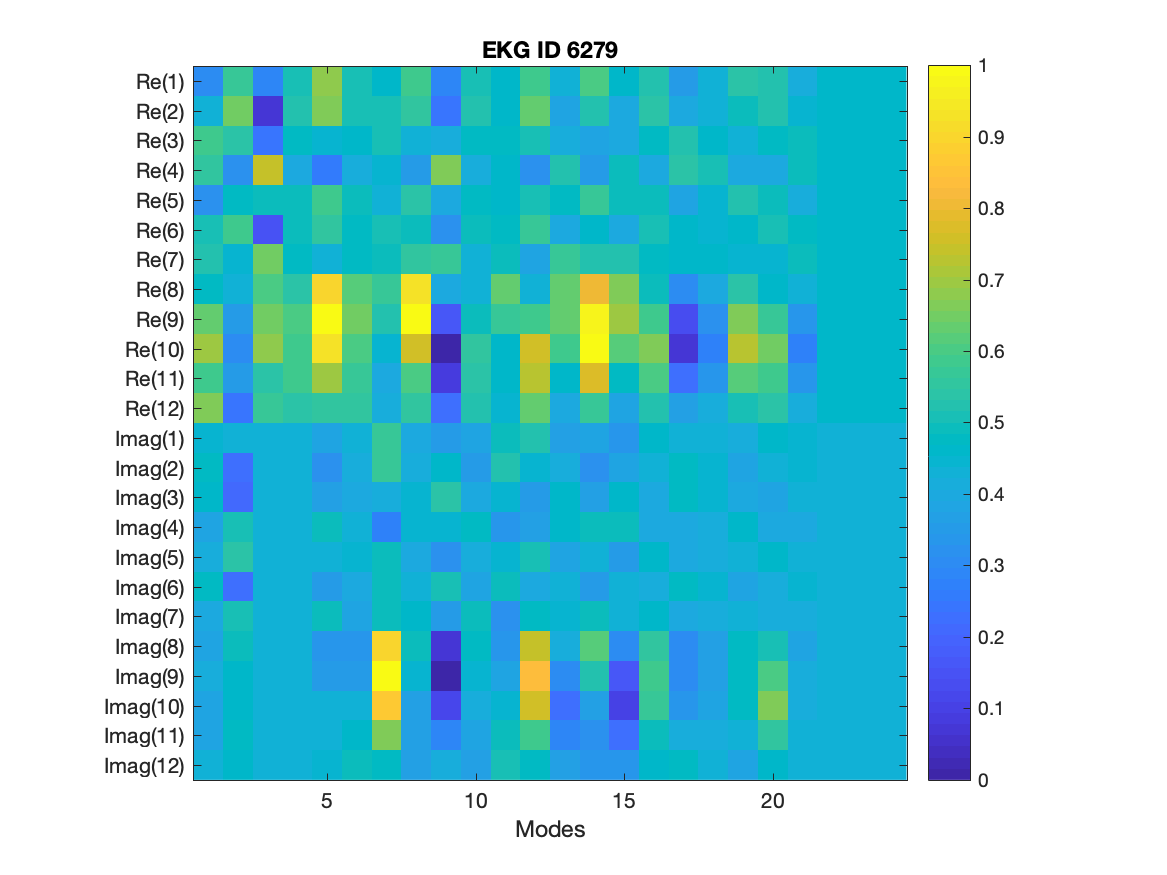 EKG ID 6279
Re(1)
Re(2)
Re(3)
Re(4)
Re(5)
Re(6)
Re(7)
Re(8)
Re(9)
Re(10)
Re(11)
Re(12)
Imag(1)
Imag(2)
Imag(3)
Imag(4)
Imag(5)
Imag(6)
Imag(7)
Imag(8)
Imag(9)
Imag(10)
Imag(11)
Imag(12)
5 10 15 20
Modes
1
0.9
0.8
0.7
0.6
0.5
0.4
0.3
0.2
0.1
0